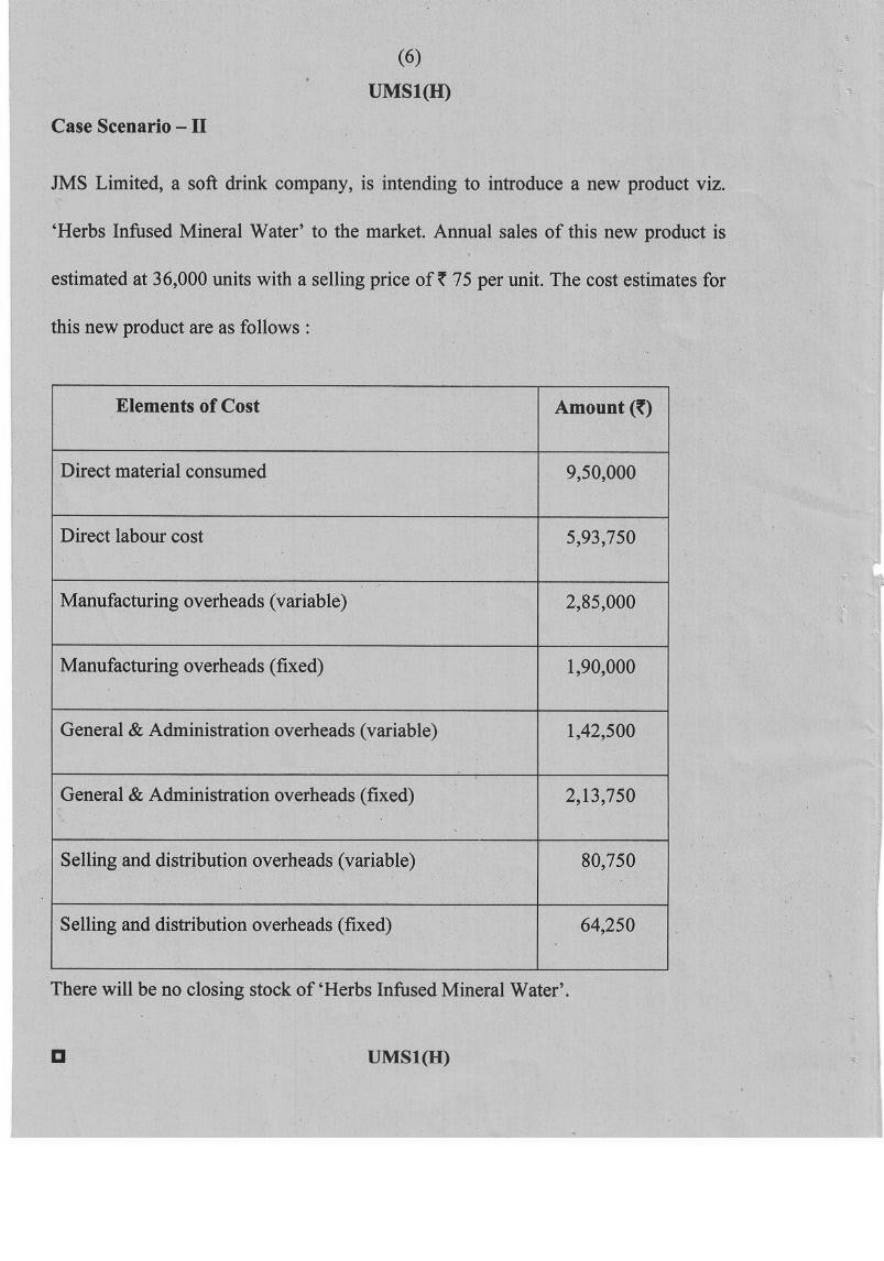 (6)
UMS1(H)
Case Scenario – II
JMS Limited, a soft drink company, is intending to introduce a new product viz.
‘Herbs Infused Mineral Water’ to the market. Annual sales of this new product is
estimated at 36,000 units with a selling price of ₹ 75 per unit. The cost estimates for
this new product are as follows :
Elements of Cost Amount (₹)
Direct material consumed 9,50,000
Direct labour cost 5,93,750
Manufacturing overheads (variable) 2,85,000
Manufacturing overheads (fixed) 1,90,000
General & Administration overheads (variable) 1,42,500
General & Administration overheads (fixed) 2,13,750
Selling and distribution overheads (variable) 80,750
Selling and distribution overheads (fixed) 64,250
There will be no closing stock of ‘Herbs Infused Mineral Water’.
UMS1(H)